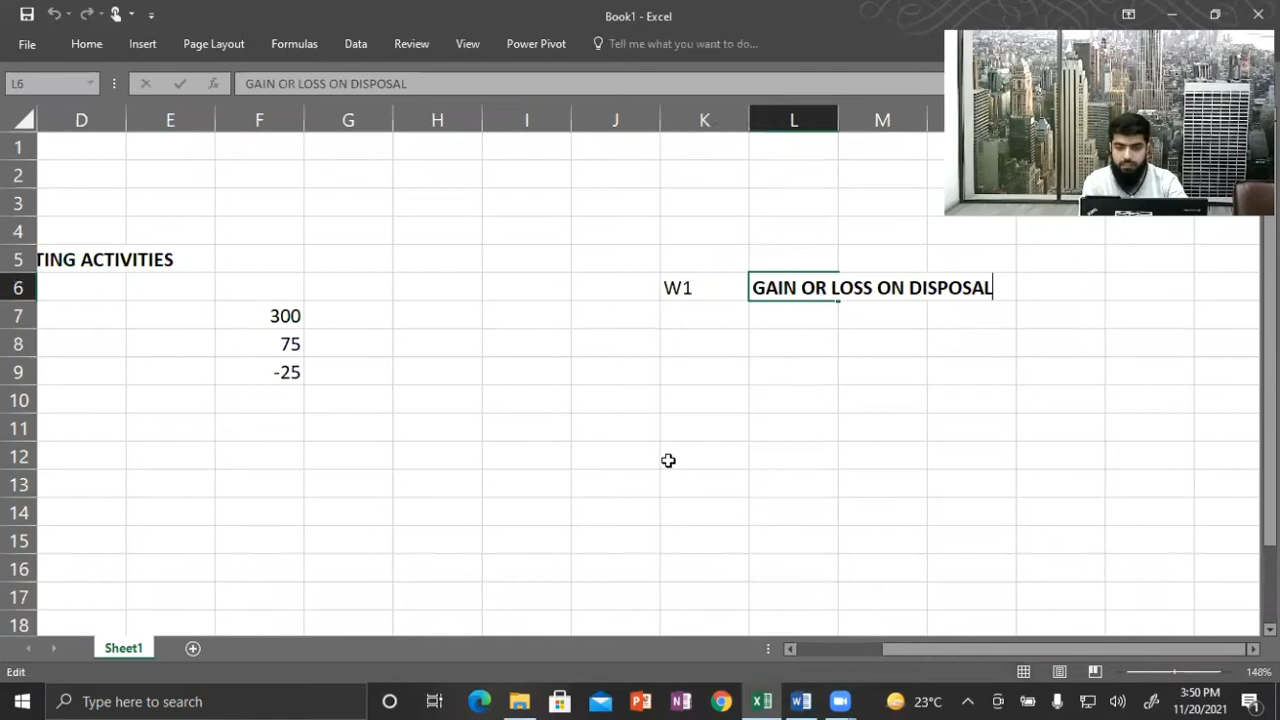 Book1 - Excel
File Home Insert Page Layout Formulas Data Review View Power Pivot Tell me what you want to do...
L6 fx GAIN OR LOSS ON DISPOSAL
D E F G H I J K L M
1
2
3
4
5 TING ACTIVITIES
6 W1 GAIN OR LOSS ON DISPOSAL
7 300
8 75
9 -25
10
11
12
13
14
15
16
17
18
Sheet1
Edit 148%
Type here to search 23°C 3:50 PM
11/20/2021